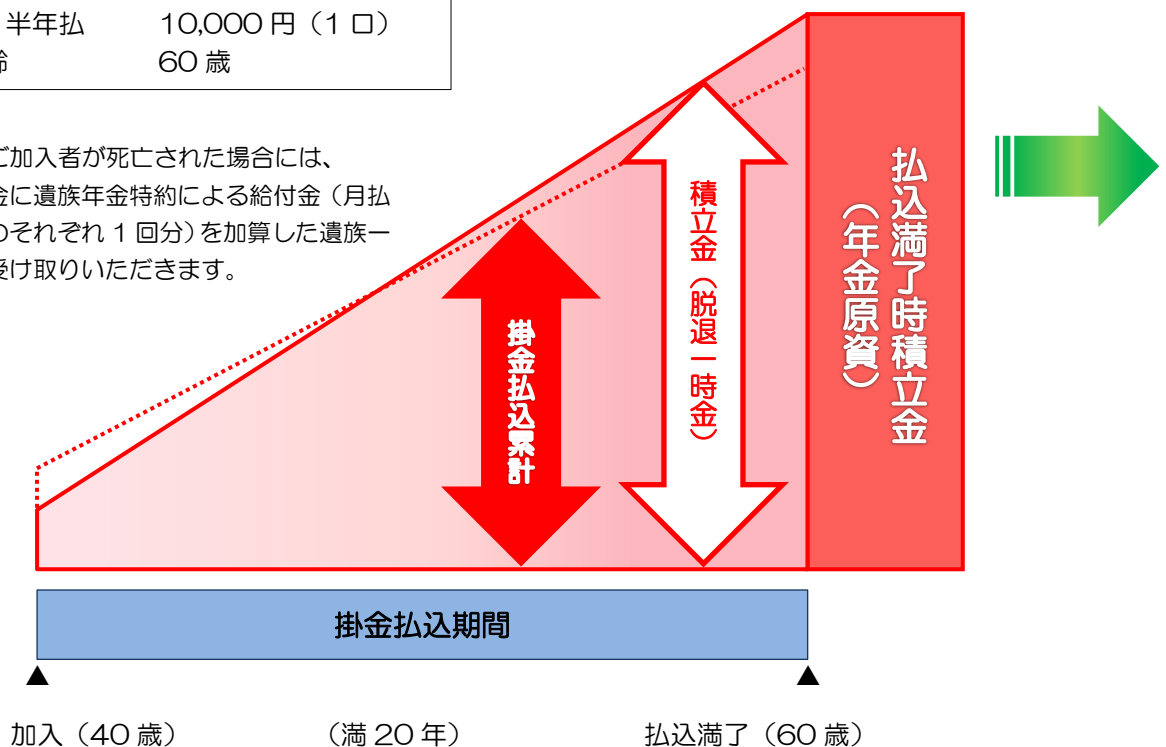 半年払 10,000 円（1 口）
齢 60 歳
ご加入者が死亡された場合には、
金に遺族年金特約による給付金（月払
のそれぞれ 1 回分）を加算した遺族一
受け取りいただきます。
掛金払込累計
積立金（脱退一時金）
払込満了時積立金
（年金原資）
掛金払込期間
加入（40 歳） （満 20 年） 払込満了（60 歳）